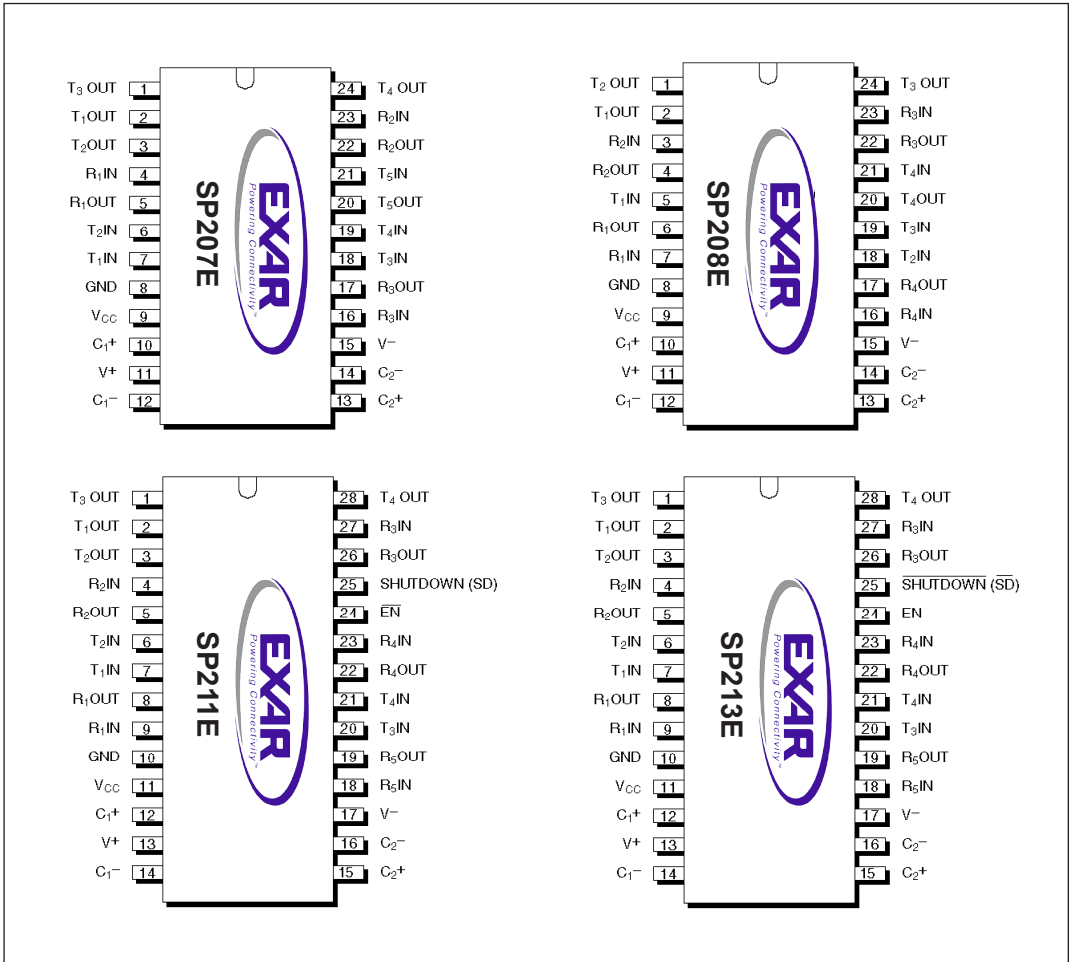 T₃ OUT 1 24 T₄ OUT
T₁OUT 2 23 R₂IN
T₂OUT 3 22 R₂OUT
R₁IN 4 21 T₅IN
R₁OUT 5 20 T₅OUT
T₂IN 6 19 T₄IN
T₁IN 7 18 T₃IN
GND 8 17 R₃OUT
VCC 9 16 R₃IN
C₁+ 10 15 V−
V+ 11 14 C₂−
C₁− 12 13 C₂+
SP207E
EXAR
Powering Connectivity™
T₂ OUT 1 24 T₃ OUT
T₁OUT 2 23 R₃IN
R₂IN 3 22 R₃OUT
R₂OUT 4 21 T₄IN
T₁IN 5 20 T₄OUT
R₁OUT 6 19 T₃IN
R₁IN 7 18 T₂IN
GND 8 17 R₄OUT
VCC 9 16 R₄IN
C₁+ 10 15 V−
V+ 11 14 C₂−
C₁− 12 13 C₂+
SP208E
EXAR
Powering Connectivity™
T₃ OUT 1 28 T₄ OUT
T₁OUT 2 27 R₃IN
T₂OUT 3 26 R₃OUT
R₂IN 4 25 SHUTDOWN (SD)
R₂OUT 5 24 E̅N̅
T₂IN 6 23 R₄IN
T₁IN 7 22 R₄OUT
R₁OUT 8 21 T₄IN
R₁IN 9 20 T₃IN
GND 10 19 R₅OUT
VCC 11 18 R₅IN
C₁+ 12 17 V−
V+ 13 16 C₂−
C₁− 14 15 C₂+
SP211E
EXAR
Powering Connectivity™
T₃ OUT 1 28 T₄ OUT
T₁OUT 2 27 R₃IN
T₂OUT 3 26 R₃OUT
R₂IN 4 25 S̅H̅U̅T̅D̅O̅W̅N̅ (S̅D̅)
R₂OUT 5 24 EN
T₂IN 6 23 R₄IN
T₁IN 7 22 R₄OUT
R₁OUT 8 21 T₄IN
R₁IN 9 20 T₃IN
GND 10 19 R₅OUT
VCC 11 18 R₅IN
C₁+ 12 17 V−
V+ 13 16 C₂−
C₁− 14 15 C₂+
SP213E
EXAR
Powering Connectivity™